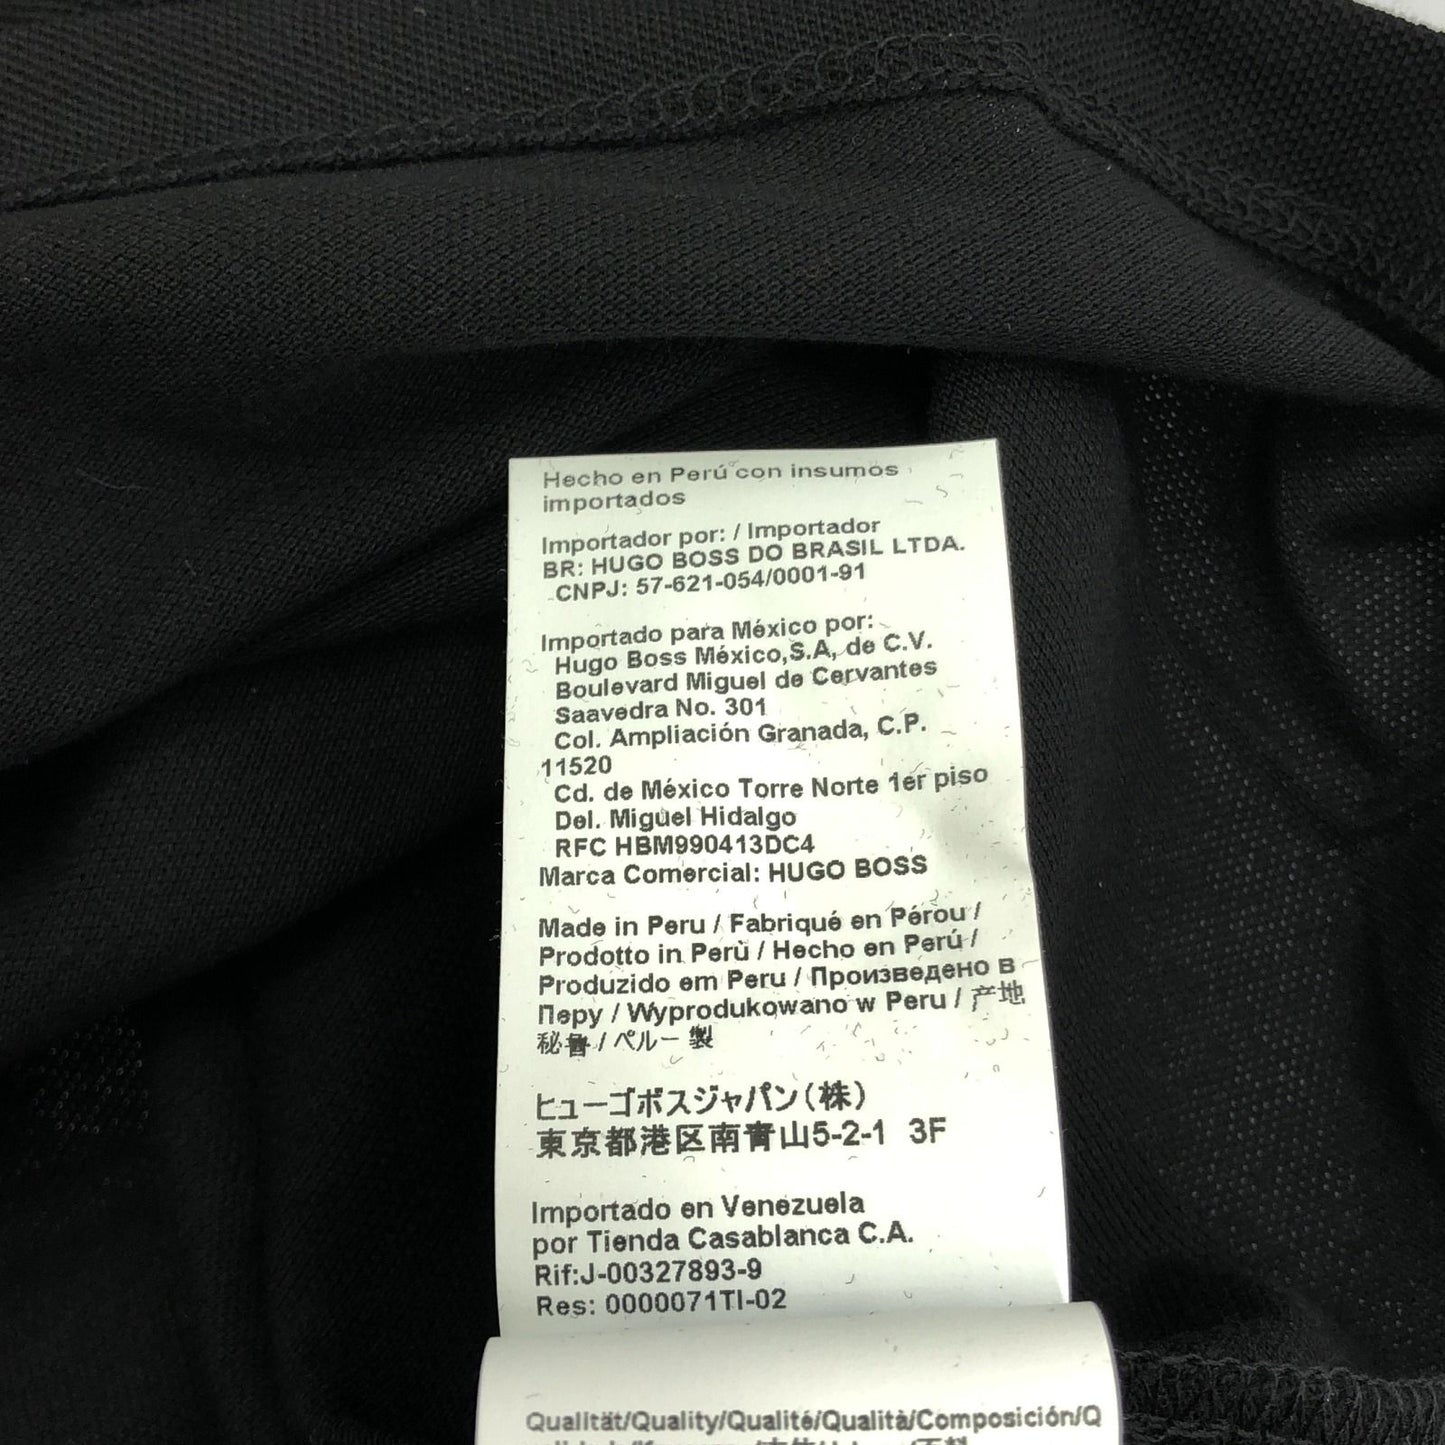 Hecho en Perú con insumos
importados
Importador por: / Importador
BR: HUGO BOSS DO BRASIL LTDA.
CNPJ: 57-621-054/0001-91
Importado para México por:
Hugo Boss México,S.A, de C.V.
Boulevard Miguel de Cervantes
Saavedra No. 301
Col. Ampliación Granada, C.P.
11520
Cd. de México Torre Norte 1er piso
Del. Miguel Hidalgo
RFC HBM990413DC4
Marca Comercial: HUGO BOSS
Made in Peru / Fabriqué en Pérou /
Prodotto in Perù / Hecho en Perú /
Produzido em Peru / Произведено в
Перу / Wyprodukowano w Peru / 产地
秘鲁 / ペルー 製
ヒューゴボスジャパン(株)
東京都港区南青山5-2-1 3F
Importado en Venezuela
por Tienda Casablanca C.A.
Rif:J-00327893-9
Res: 0000071TI-02
Qualität/Quality/Qualité/Qualità/Composición/Q